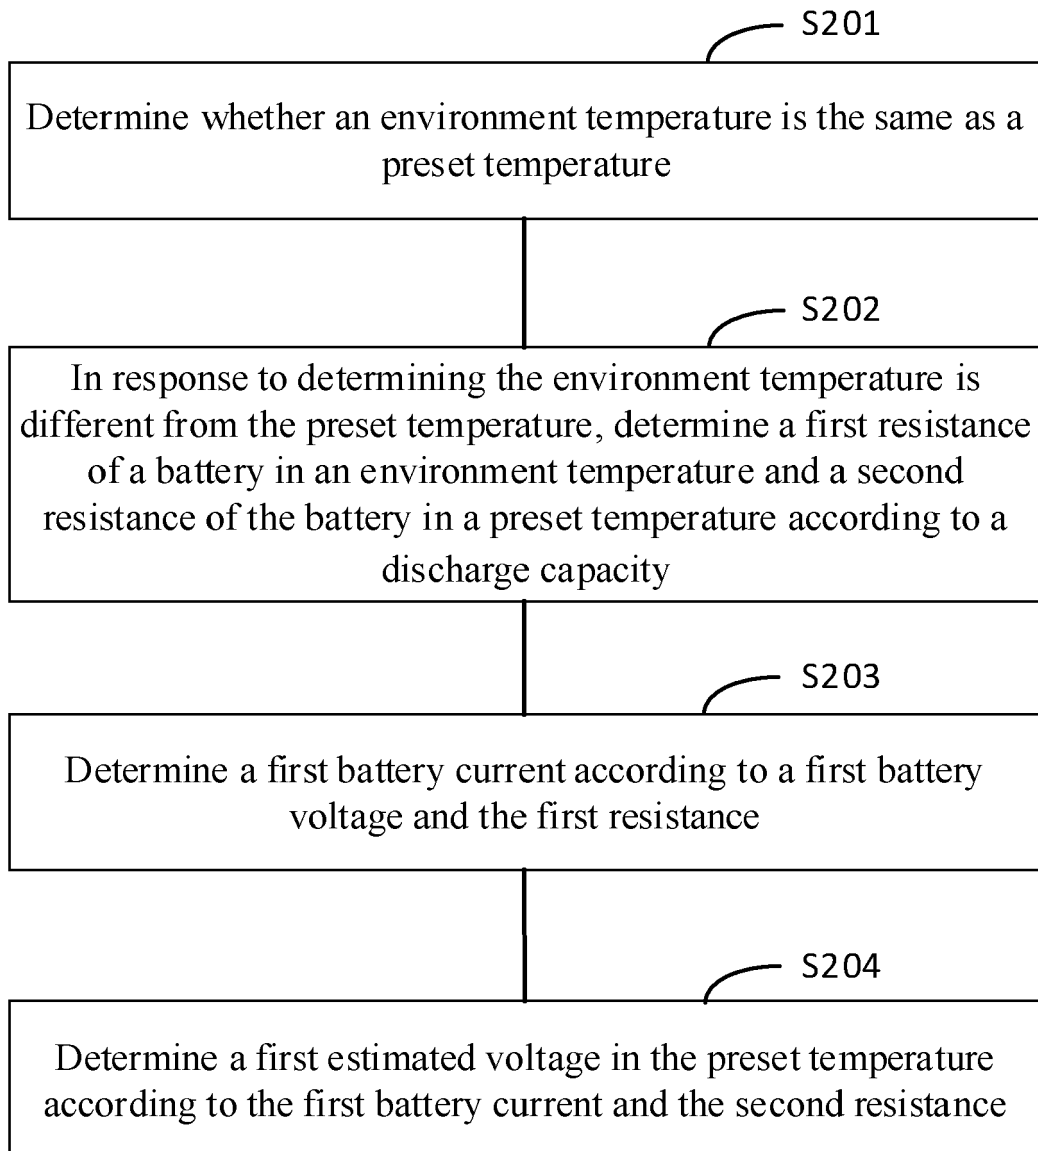 S201
Determine whether an environment temperature is the same as a
preset temperature
S202
In response to determining the environment temperature is
different from the preset temperature, determine a first resistance
of a battery in an environment temperature and a second
resistance of the battery in a preset temperature according to a
discharge capacity
S203
Determine a first battery current according to a first battery
voltage and the first resistance
S204
Determine a first estimated voltage in the preset temperature
according to the first battery current and the second resistance